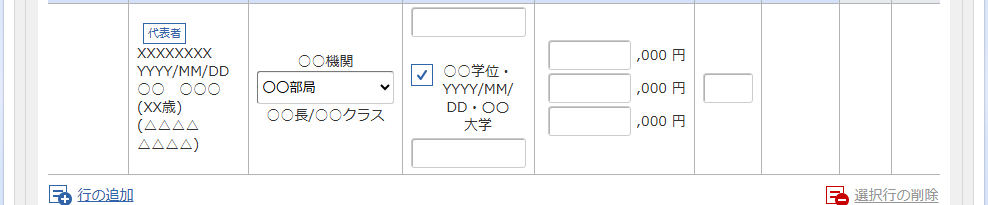 代表者
XXXXXXXX
YYYY/MM/DD
○○　○○○
(XX歳)
(△△△△
△△△△)
○○機関
○○部局
○○長/○○クラス
○○学位・
YYYY/MM/
DD・○○
大学
,000 円
,000 円
,000 円
行の追加
選択行の削除